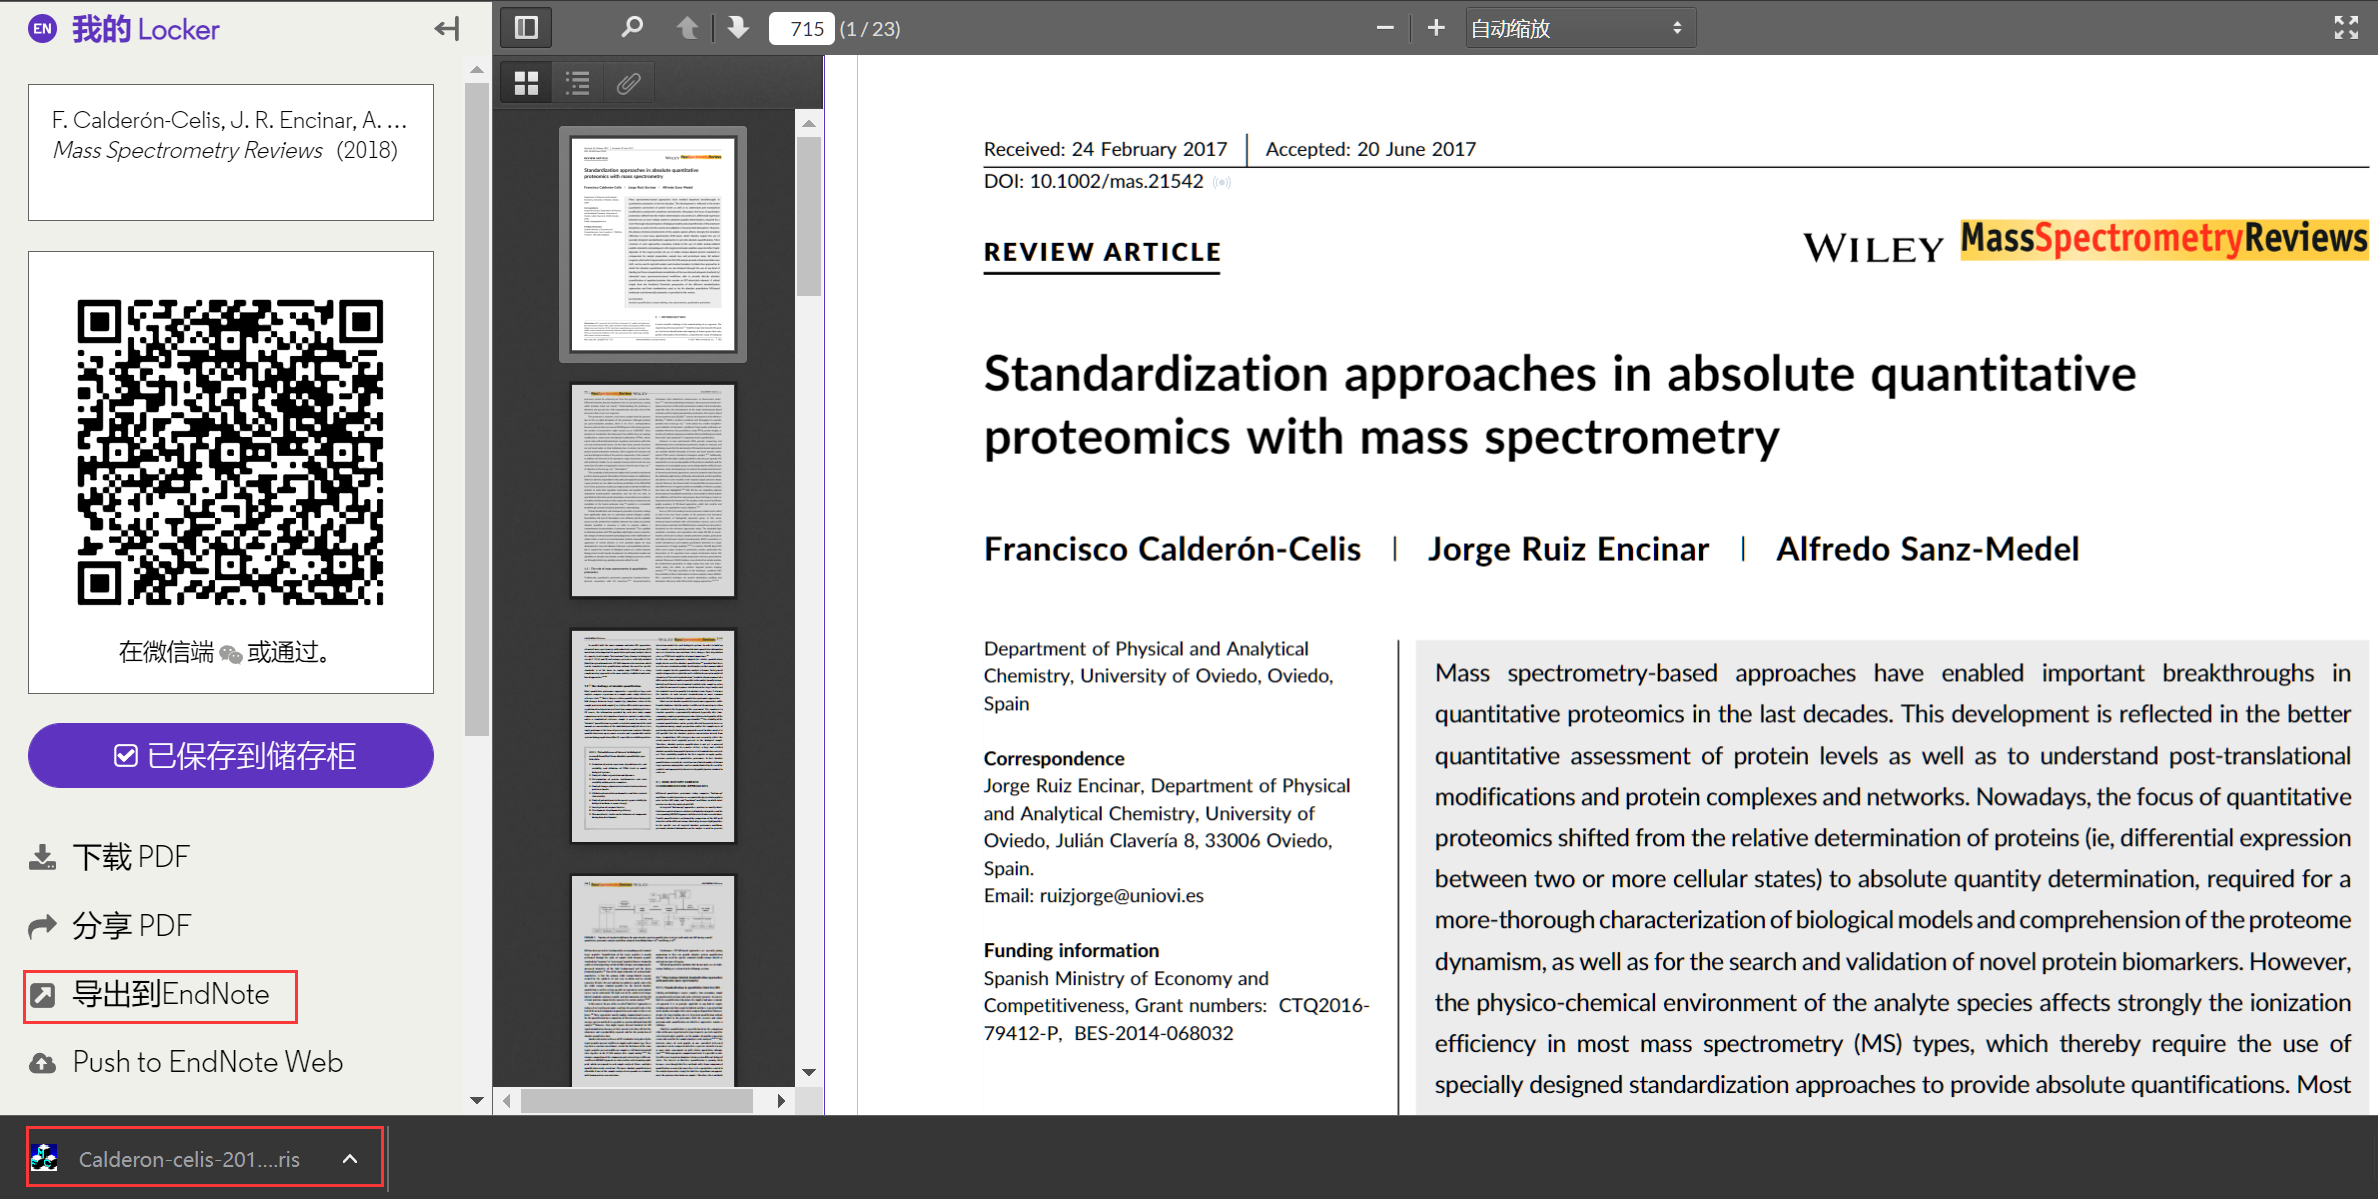 EN 我的 Locker
F. Calderón-Celis, J. R. Encinar, A. ...
Mass Spectrometry Reviews (2018)
在微信端 或通过。
已保存到储存柜
下载 PDF
分享 PDF
导出到EndNote
Push to EndNote Web
715 (1 / 23)
自动缩放
Received: 24 February 2017 | Accepted: 20 June 2017
DOI: 10.1002/mas.21542
REVIEW ARTICLE
WILEY MassSpectrometryReviews
Standardization approaches in absolute quantitative
proteomics with mass spectrometry
Francisco Calderón-Celis | Jorge Ruiz Encinar | Alfredo Sanz-Medel
Department of Physical and Analytical
Chemistry, University of Oviedo, Oviedo,
Spain
Correspondence
Jorge Ruiz Encinar, Department of Physical
and Analytical Chemistry, University of
Oviedo, Julián Clavería 8, 33006 Oviedo,
Spain.
Email: ruizjorge@uniovi.es
Funding information
Spanish Ministry of Economy and
Competitiveness, Grant numbers: CTQ2016-
79412-P, BES-2014-068032
Mass spectrometry-based approaches have enabled important breakthroughs in
quantitative proteomics in the last decades. This development is reflected in the better
quantitative assessment of protein levels as well as to understand post-translational
modifications and protein complexes and networks. Nowadays, the focus of quantitative
proteomics shifted from the relative determination of proteins (ie, differential expression
between two or more cellular states) to absolute quantity determination, required for a
more-thorough characterization of biological models and comprehension of the proteome
dynamism, as well as for the search and validation of novel protein biomarkers. However,
the physico-chemical environment of the analyte species affects strongly the ionization
efficiency in most mass spectrometry (MS) types, which thereby require the use of
specially designed standardization approaches to provide absolute quantifications. Most
Calderon-celis-201....ris